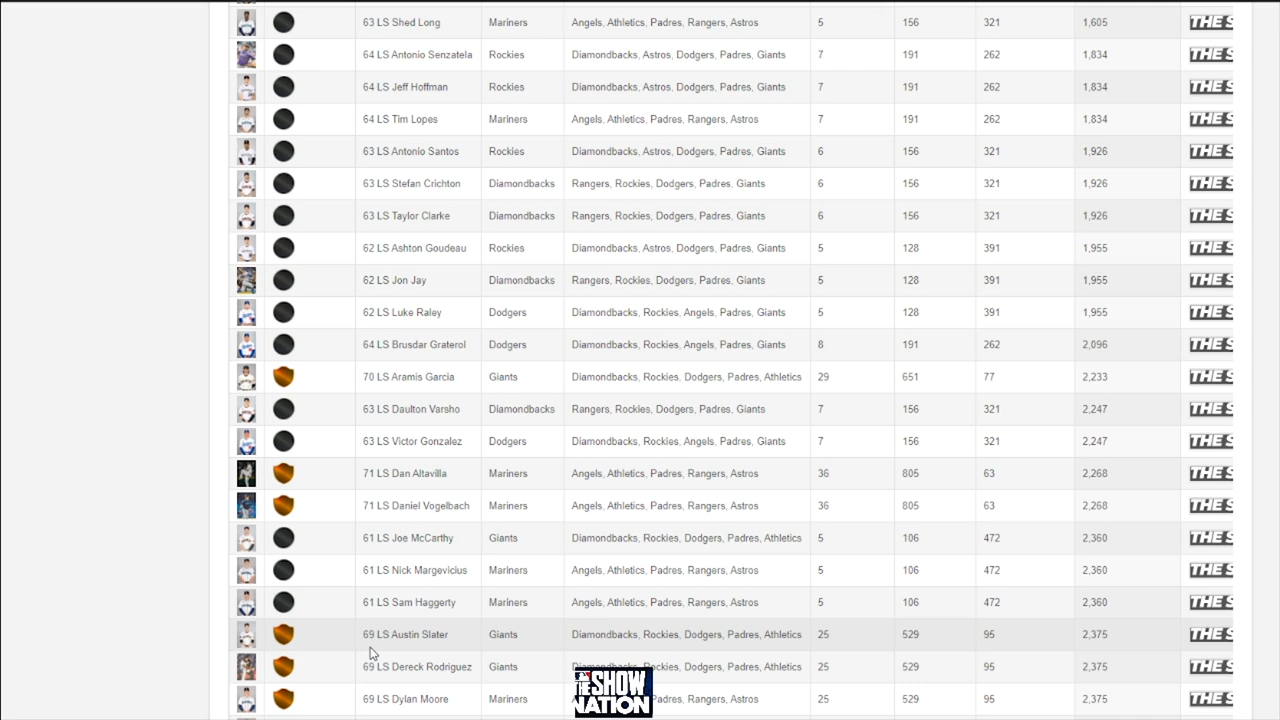 63 LS Shed Long Mariners Angels, Athletics, Padres, Rangers, Astros 5 156 321 1,605 THE S
64 LS Antonio Senzatela Rockies Diamondbacks, Astros, Dodgers, Padres, Giants 7 191 262 1,834 THE S
64 LS Jeff Hoffman Rockies Diamondbacks, Astros, Dodgers, Padres, Giants 7 191 262 1,834 THE S
64 LS Tim Lopes Mariners Angels, Athletics, Padres, Rangers, Astros 7 191 262 1,834 THE S
63 LS Antonio Santos Rockies Diamondbacks, Astros, Dodgers, Padres, Giants 6 156 321 1,926 THE S
63 LS Stefan Crichton Diamondbacks Rangers, Rockies, Dodgers, Padres, Giants 6 156 321 1,926 THE S
63 LS Taylor Clarke Diamondbacks Rangers, Rockies, Dodgers, Padres, Giants 6 156 321 1,926 THE S
62 LS Ashton Goudeau Rockies Diamondbacks, Astros, Dodgers, Padres, Giants 5 128 391 1,955 THE S
62 LS Diamondbacks Rangers, Rockies, Dodgers, Padres, Giants 5 128 391 1,955 THE S
62 LS Luke Raley Dodgers Diamondbacks, Rockies, Angels, Padres, Giants 5 128 391 1,955 THE S
64 LS Brusdar Graterol Dodgers Diamondbacks, Rockies, Angels, Padres, Giants 8 191 262 2,096 THE S
70 LS Aramis Garcia Giants Diamondbacks, Rockies, Dodgers, Padres, Athletics 29 651 77 2,233 THE S
63 LS Daulton Varsho Diamondbacks Rangers, Rockies, Dodgers, Padres, Giants 7 156 321 2,247 THE S
63 LS Victor Gonzalez Dodgers Diamondbacks, Rockies, Angels, Padres, Giants 7 156 321 2,247 THE S
71 LS Dan Altavilla Mariners Angels, Athletics, Padres, Rangers, Astros 36 805 63 2,268 THE S
71 LS Daniel Vogelbach Mariners Angels, Athletics, Padres, Rangers, Astros 36 805 63 2,268 THE S
61 LS Joe McCarthy Giants Diamondbacks, Rockies, Dodgers, Padres, Athletics 5 106 472 2,360 THE S
61 LS Nick Margevicius Mariners Angels, Athletics, Padres, Rangers, Astros 5 106 472 2,360 THE S
61 LS Sam Haggerty Mariners Angels, Athletics, Padres, Rangers, Astros 5 106 472 2,360 THE S
69 LS Austin Slater Giants Diamondbacks, Rockies, Dodgers, Padres, Athletics 25 529 95 2,375 THE S
69 LS Dereck Rodriguez Giants Diamondbacks, Rockies, Dodgers, Padres, Athletics 25 529 95 2,375 THE S
69 LS Dylan Moore Mariners Padres, Rangers, Astros 25 529 95 2,375 THE S
THE SHOW
NATION